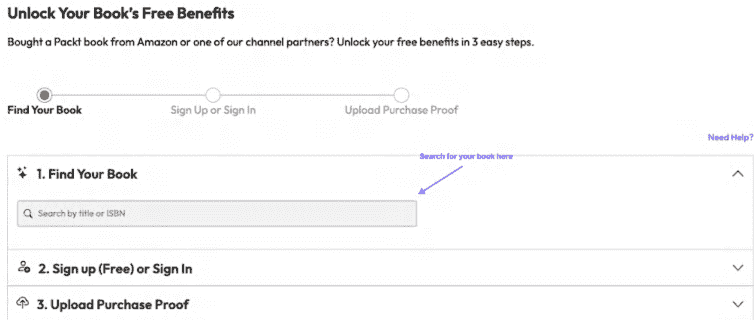 Unlock Your Book's Free Benefits
Bought a Packt book from Amazon or one of our channel partners? Unlock your free benefits in 3 easy steps.
Find Your Book
Sign Up or Sign In
Upload Purchase Proof
Need Help?
Search for your book here
1. Find Your Book
Search by title or ISBN
2. Sign up (Free) or Sign In
3. Upload Purchase Proof